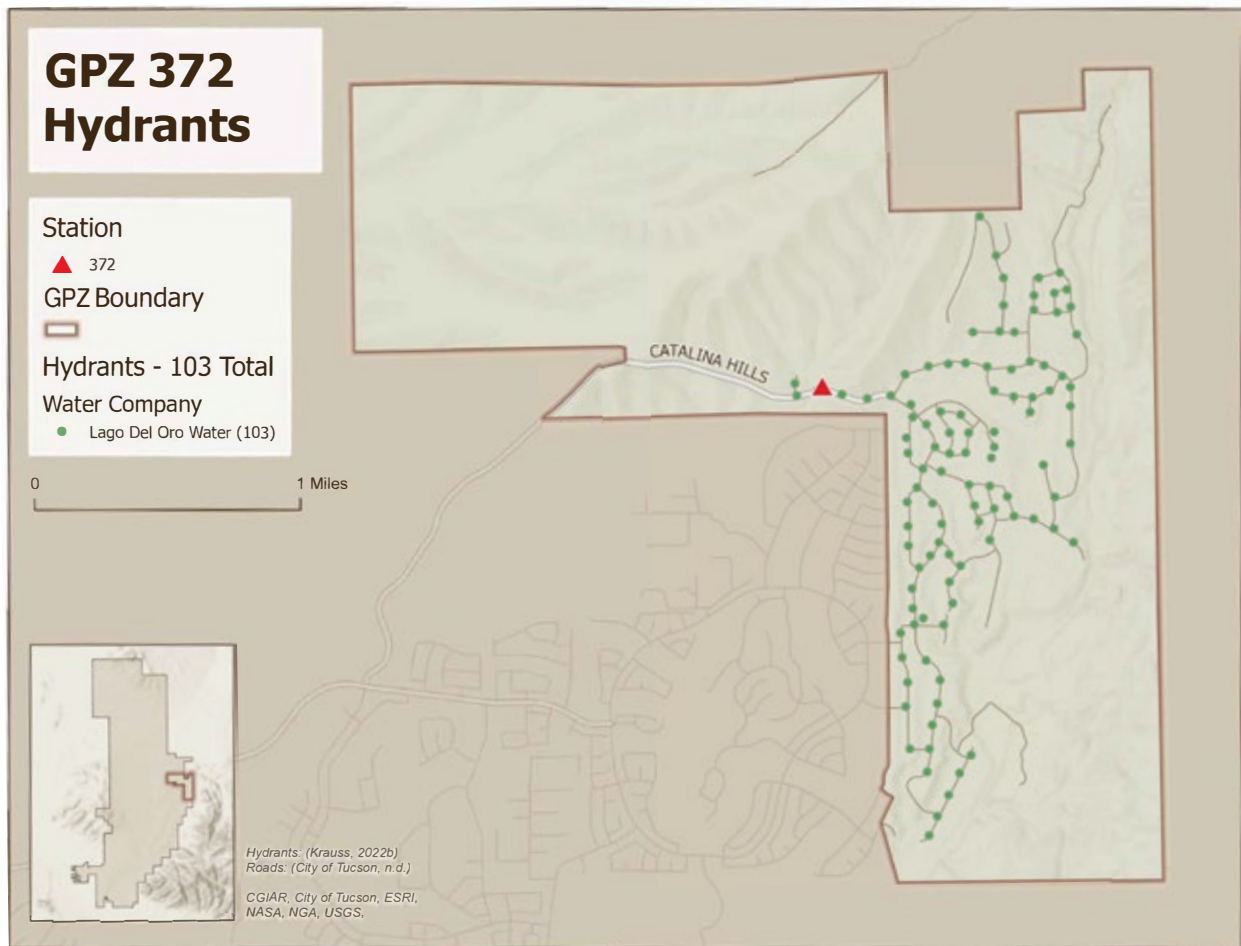 GPZ 372
Hydrants
Station
372
GPZ Boundary
Hydrants - 103 Total
Water Company
Lago Del Oro Water (103)
0 1 Miles
CATALINA HILLS
Hydrants: (Krauss, 2022b)
Roads: (City of Tucson, n.d.)
CGIAR, City of Tucson, ESRI,
NASA, NGA, USGS,